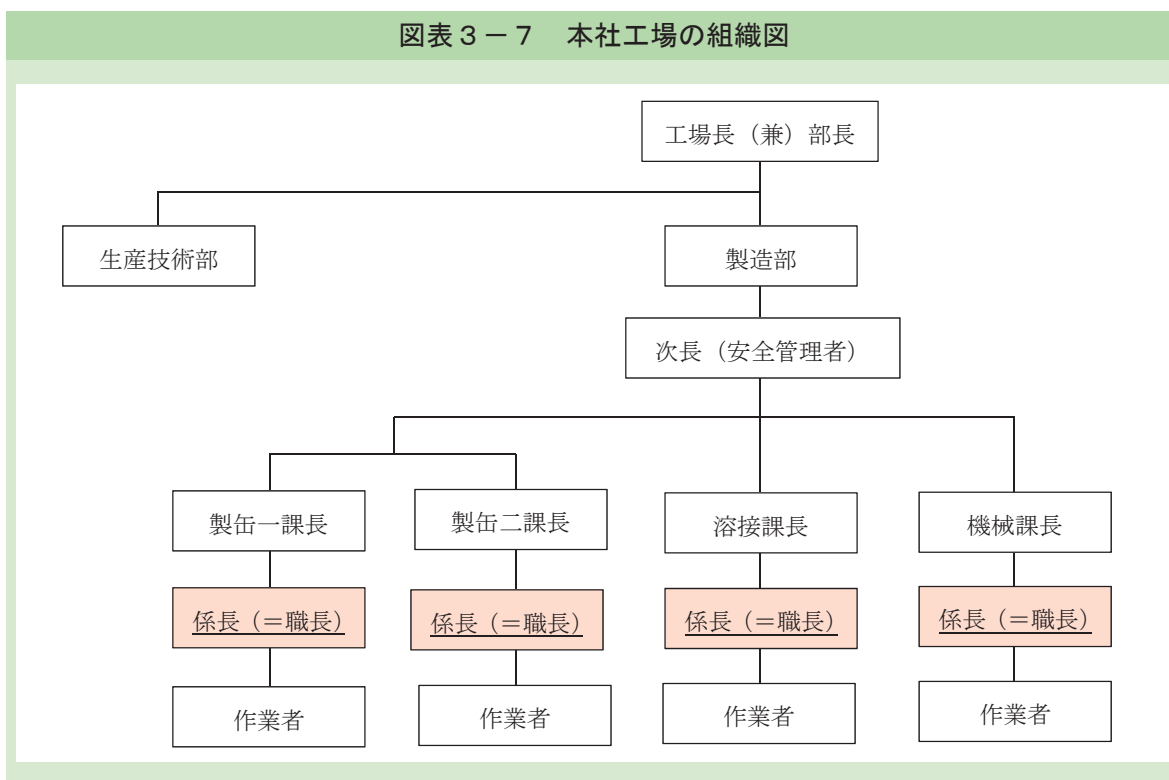 図表３－７　本社工場の組織図
工場長（兼）部長
生産技術部
製造部
次長（安全管理者）
製缶一課長
製缶二課長
溶接課長
機械課長
係長（＝職長）
係長（＝職長）
係長（＝職長）
係長（＝職長）
作業者
作業者
作業者
作業者